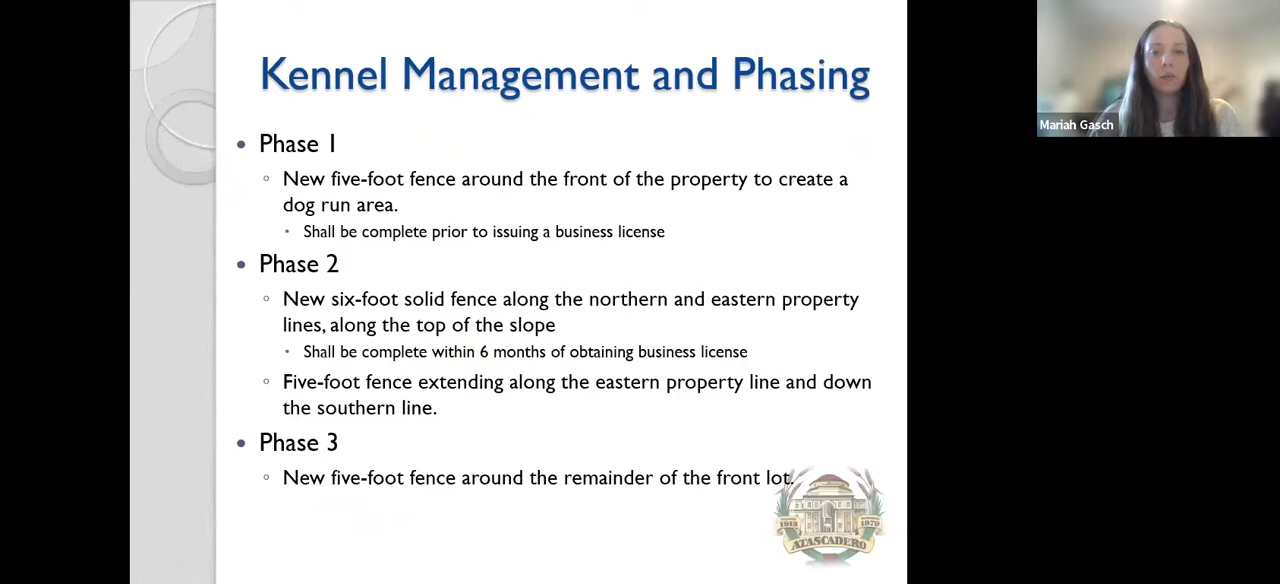 Kennel Management and Phasing
Mariah Gasch
• Phase 1
◦ New five-foot fence around the front of the property to create a
dog run area.
• Shall be complete prior to issuing a business license
• Phase 2
◦ New six-foot solid fence along the northern and eastern property
lines, along the top of the slope
• Shall be complete within 6 months of obtaining business license
◦ Five-foot fence extending along the eastern property line and down
the southern line.
• Phase 3
◦ New five-foot fence around the remainder of the front lot.
1913
1979
ATASCADERO